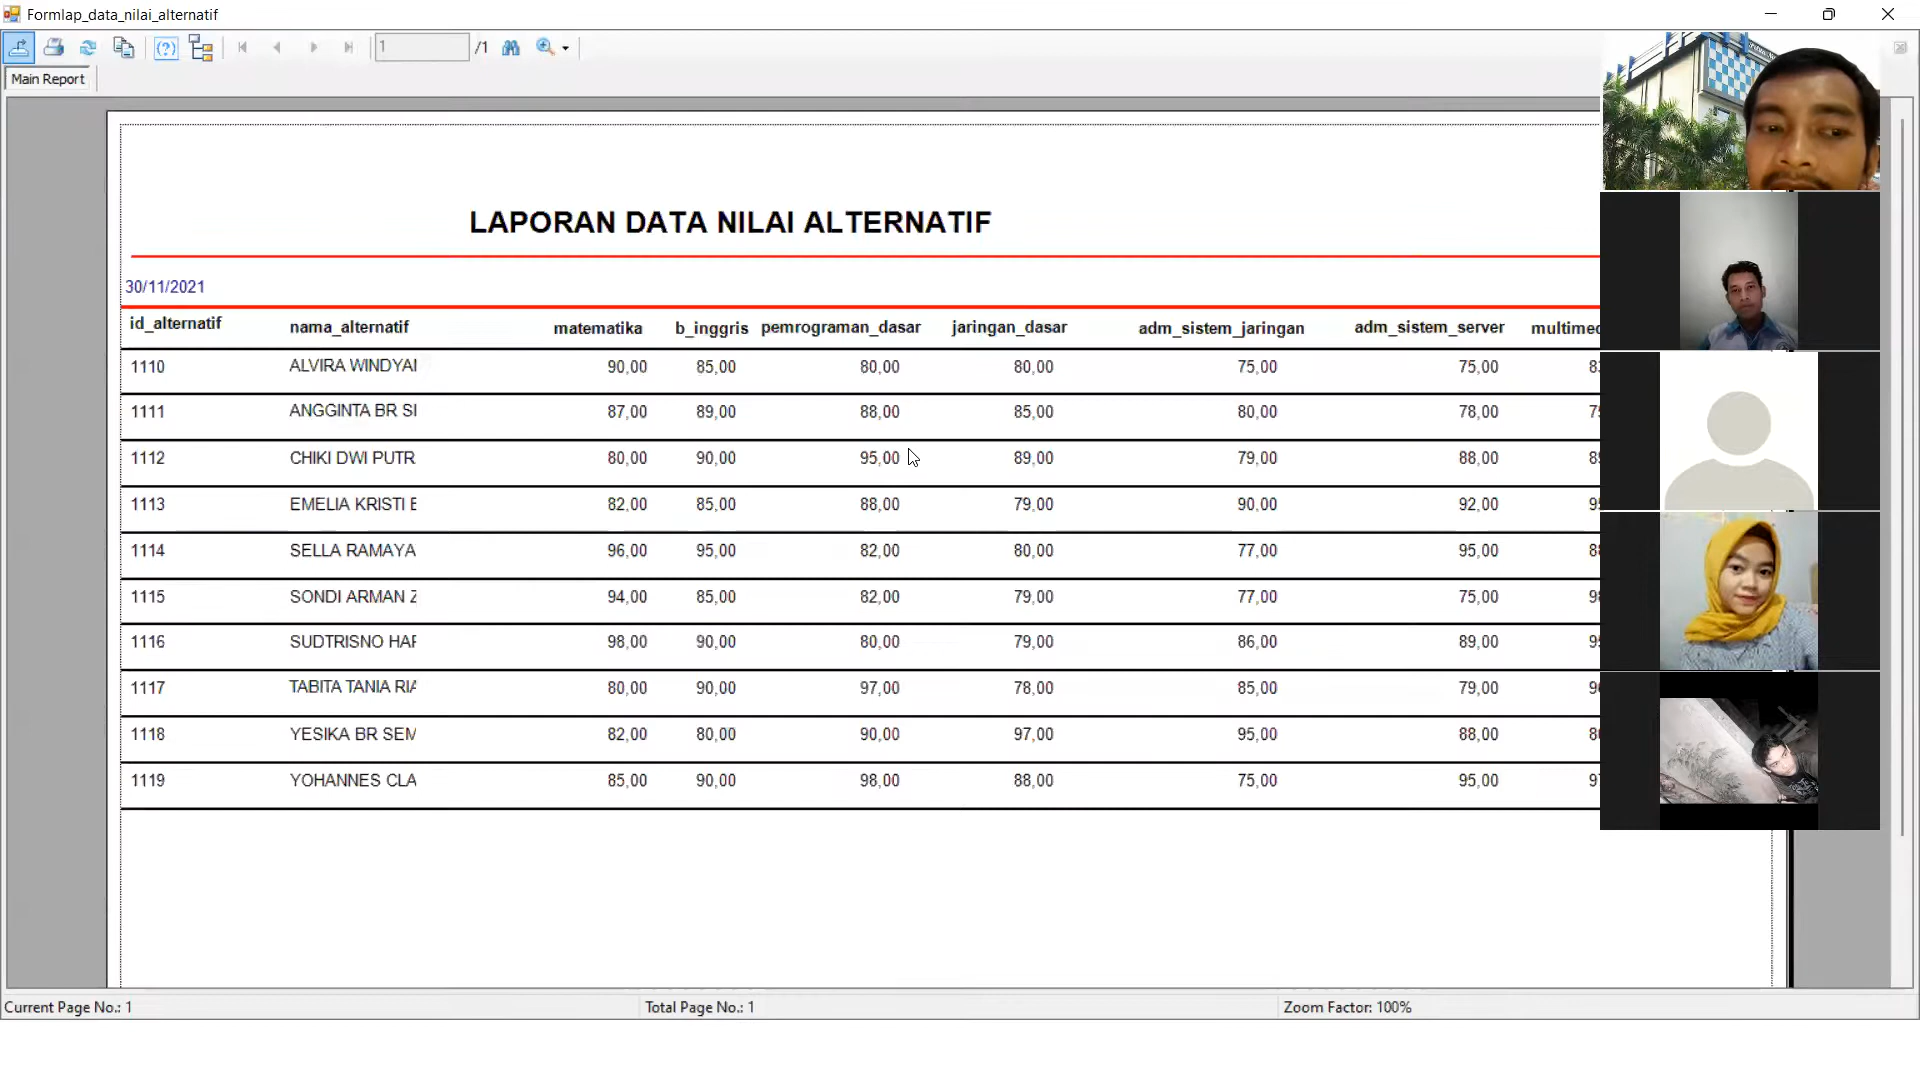 Formlap_data_nilai_alternatif
1 /1
Main Report
LAPORAN DATA NILAI ALTERNATIF
30/11/2021
id_alternatif nama_alternatif matematika b_inggris pemrograman_dasar jaringan_dasar adm_sistem_jaringan adm_sistem_server multimed
1110 ALVIRA WINDYA 90,00 85,00 80,00 80,00 75,00 75,00
1111 ANGGINTA BR SI 87,00 89,00 88,00 85,00 80,00 78,00
1112 CHIKI DWI PUTR 80,00 90,00 95,00 89,00 79,00 88,00
1113 EMELIA KRISTI 82,00 85,00 88,00 79,00 90,00 92,00
1114 SELLA RAMAYA 96,00 95,00 82,00 80,00 77,00 95,00
1115 SONDI ARMAN Z 94,00 85,00 82,00 79,00 77,00 75,00
1116 SUDTRISNO HA 98,00 90,00 80,00 79,00 86,00 89,00
1117 TABITA TANIA RIA 80,00 90,00 97,00 78,00 85,00 79,00
1118 YESIKA BR SEM 82,00 80,00 90,00 97,00 95,00 88,00
1119 YOHANNES CLA 85,00 90,00 98,00 88,00 75,00 95,00
Current Page No.: 1 Total Page No.: 1 Zoom Factor: 100%